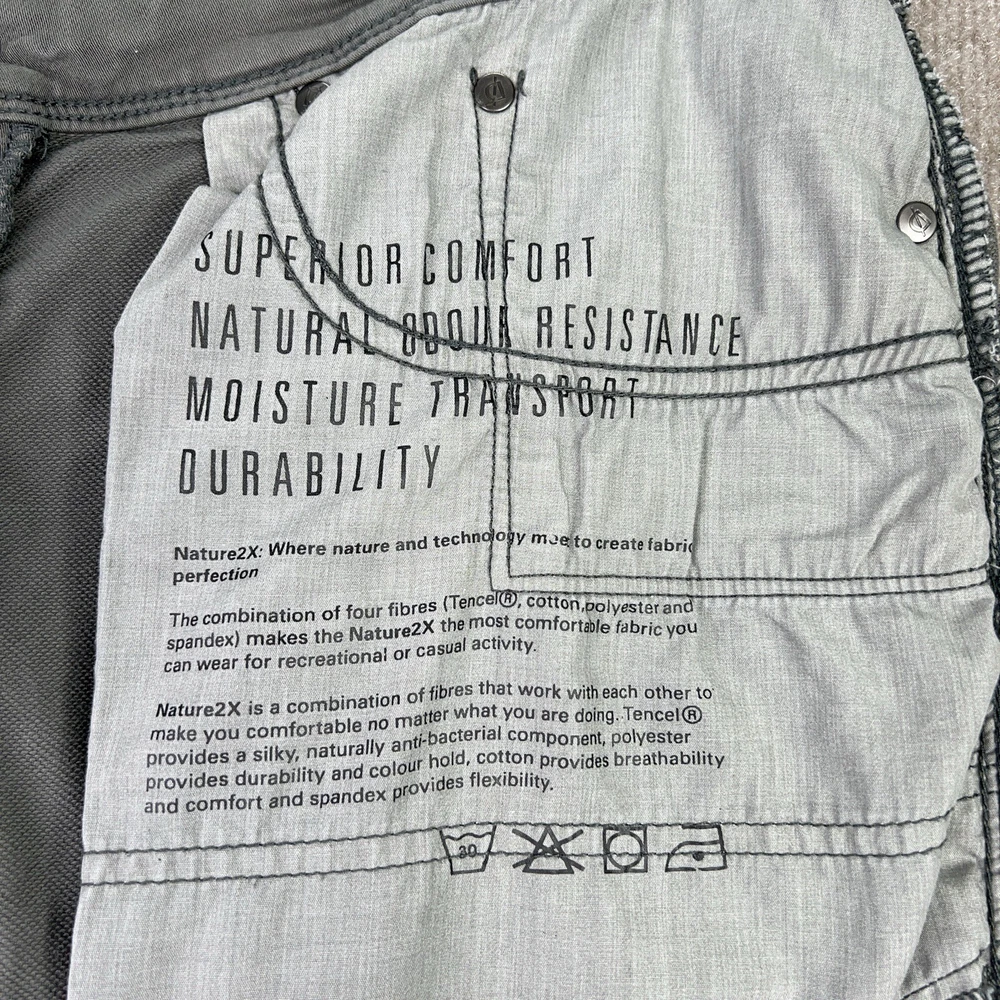 SUPERIOR COMFORT
NATURAL ODOUR RESISTANCE
MOISTURE TRANSPORT
DURABILITY
Nature2X: Where nature and technology mee to create fabric
perfection
The combination of four fibres (Tencel®, cotton,polyester and
spandex) makes the Nature2X the most comfortable fabric you
can wear for recreational or casual activity.
Nature2X is a combination of fibres that work with each other to
make you comfortable no matter what you are doing. Tencel®
provides a silky, naturally anti-bacterial component, polyester
provides durability and colour hold, cotton provides breathability
and comfort and spandex provides flexibility.
30